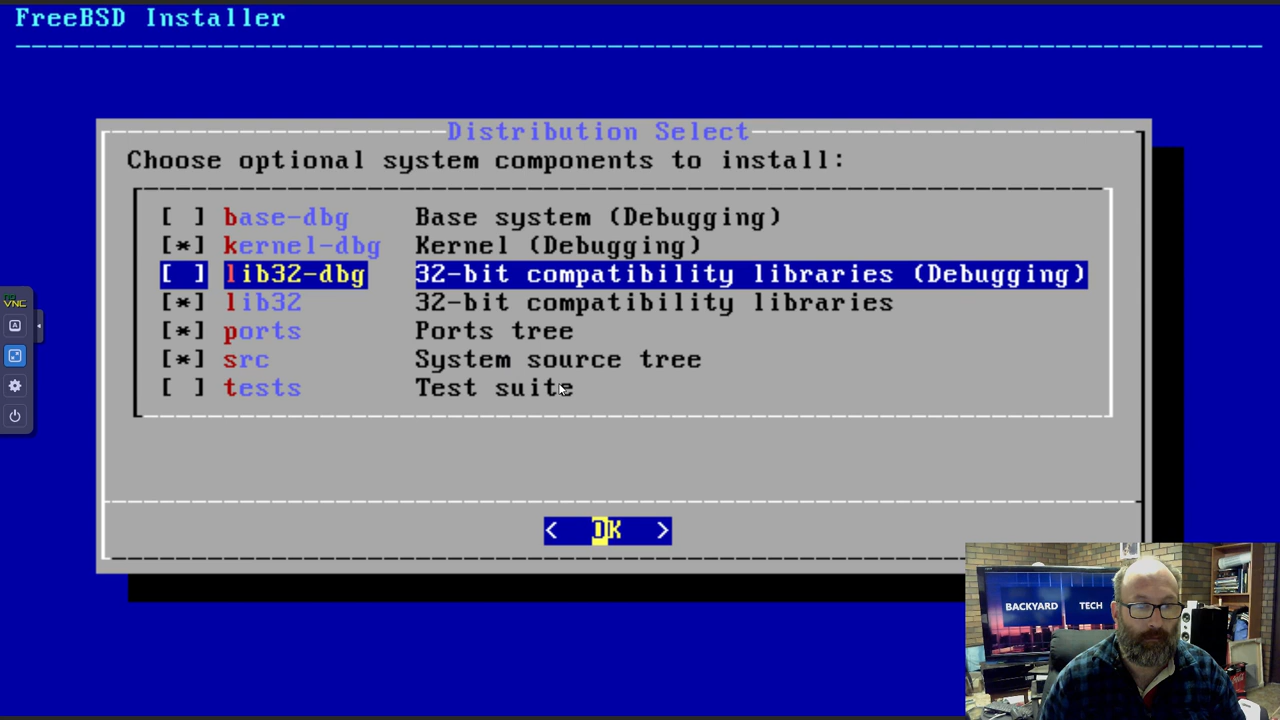 FreeBSD Installer
Distribution Select
Choose optional system components to install:
[ ] base-dbg Base system (Debugging)
[*] kernel-dbg Kernel (Debugging)
[ ] lib32-dbg 32-bit compatibility libraries (Debugging)
[*] lib32 32-bit compatibility libraries
[*] ports Ports tree
[*] src System source tree
[ ] tests Test suite
< OK >
VNC
A
BACKYARD TECH